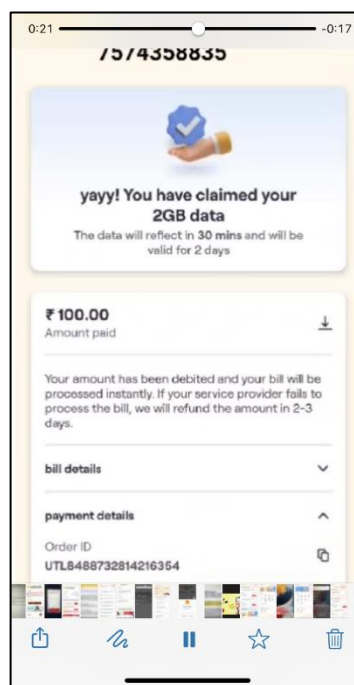 0:21
-0:17
7574358835
yayy! You have claimed your
2GB data
The data will reflect in 30 mins and will be
valid for 2 days
₹100.00
Amount paid
Your amount has been debited and your bill will be
processed instantly. If your service provider fails to
process the bill, we will refund the amount in 2-3
days.
bill details
payment details
Order ID
UTL8488732814216354